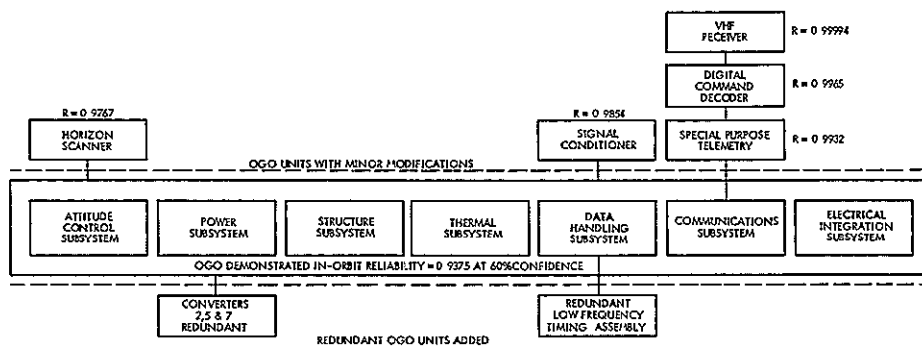 VHF
RECEIVER
R = 0 99994
DIGITAL
COMMAND
DECODER
R = 0 9965
R = 0 9767
HORIZON
SCANNER
R = 0 9854
SIGNAL
CONDITIONER
SPECIAL PURPOSE
TELEMETRY
R = 0 9932
OGO UNITS WITH MINOR MODIFICATIONS
ATTITUDE
CONTROL
SUBSYSTEM
POWER
SUBSYSTEM
STRUCTURE
SUBSYSTEM
THERMAL
SUBSYSTEM
DATA
HANDLING
SUBSYSTEM
COMMUNICATIONS
SUBSYSTEM
ELECTRICAL
INTEGRATION
SUBSYSTEM
OGO DEMONSTRATED IN-ORBIT RELIABILITY = 0 9375 AT 60% CONFIDENCE
CONVERTERS
2,5 & 7
REDUNDANT
REDUNDANT
LOW FREQUENCY
TIMING ASSEMBLY
REDUNDANT OGO UNITS ADDED